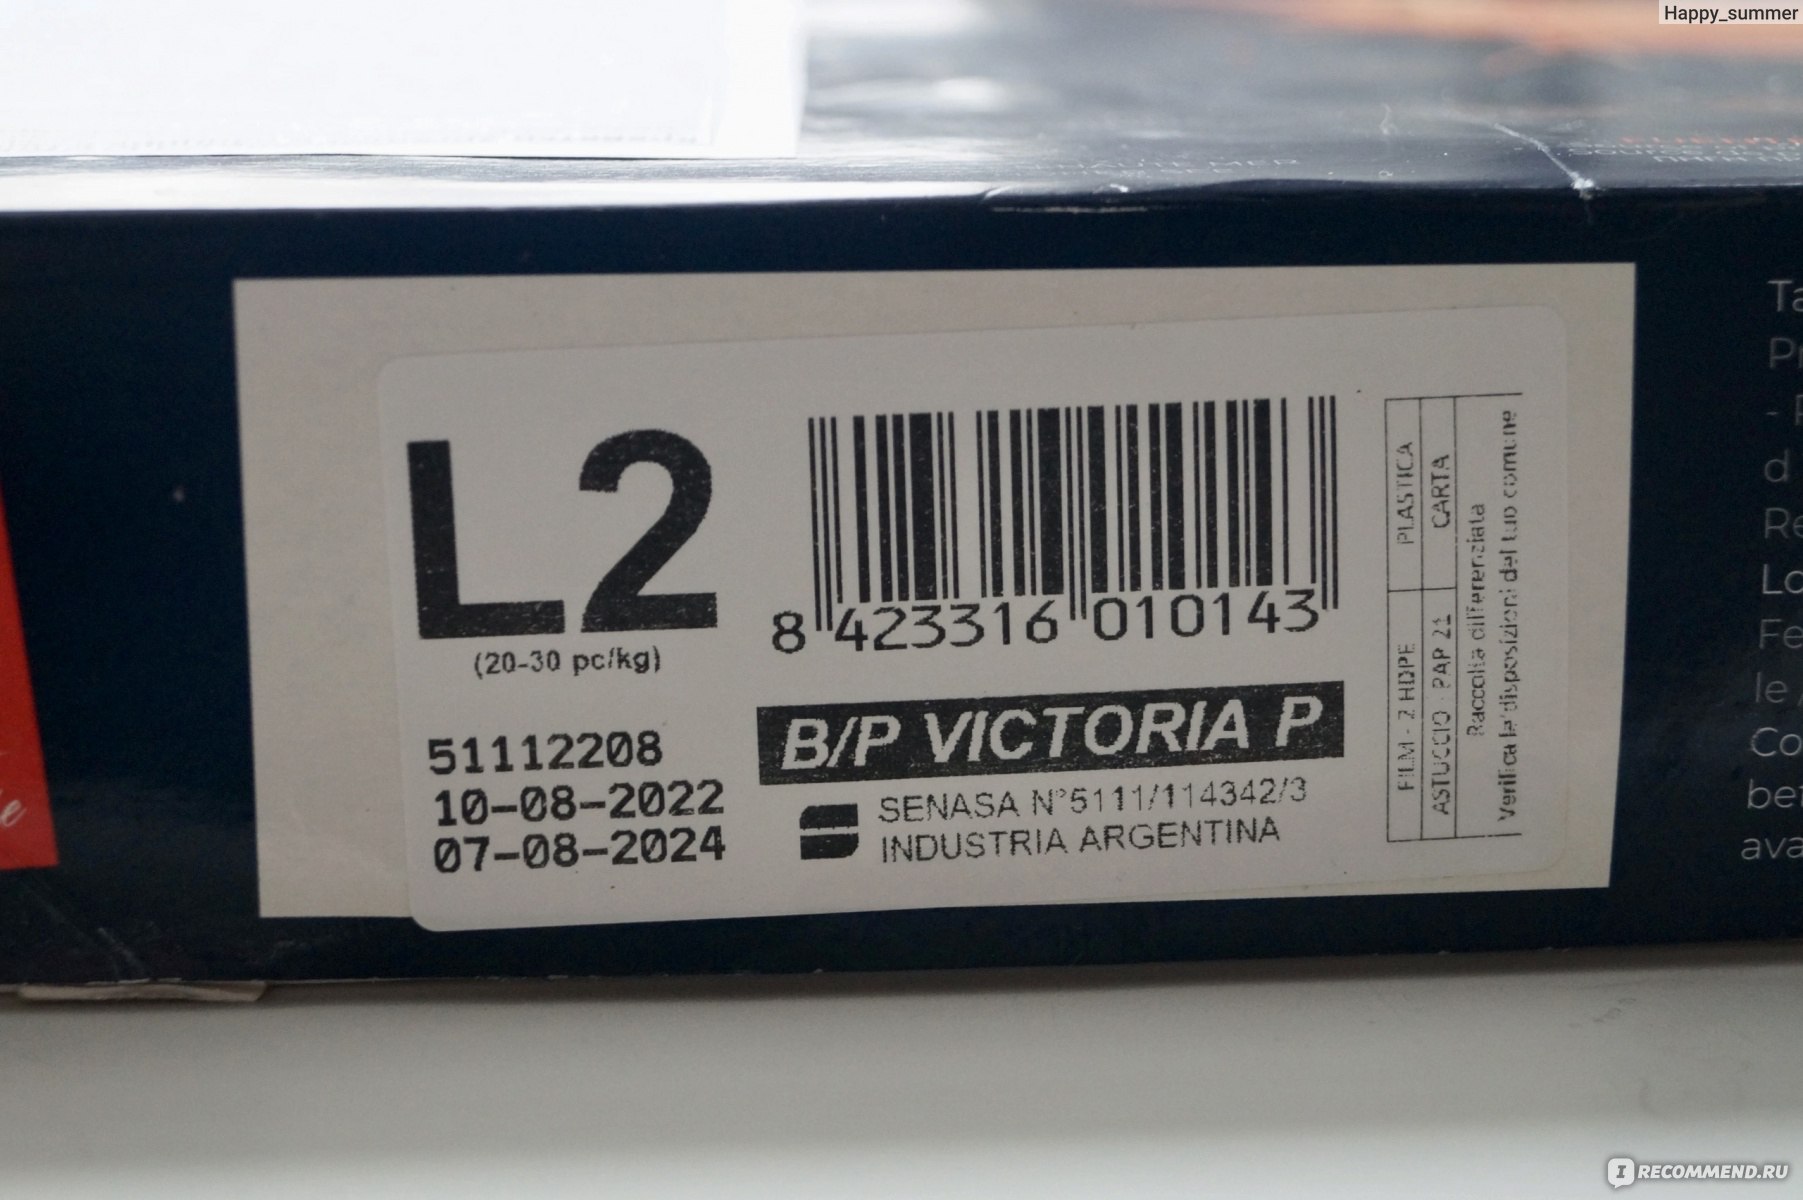 Happy_summer
L2
(20-30 pc/kg)
51112208
10-08-2022
07-08-2024
8 423316 010143
B/P VICTORIA P
SENASA N°5111/114342/3
INDUSTRIA ARGENTINA
FILM - 2 HDPE PLASTICA
ASTUCCIO PAP 21 CARTA
Raccolta differenziata
Verifica le disposizioni del tuo comune
IRECOMMEND.RU